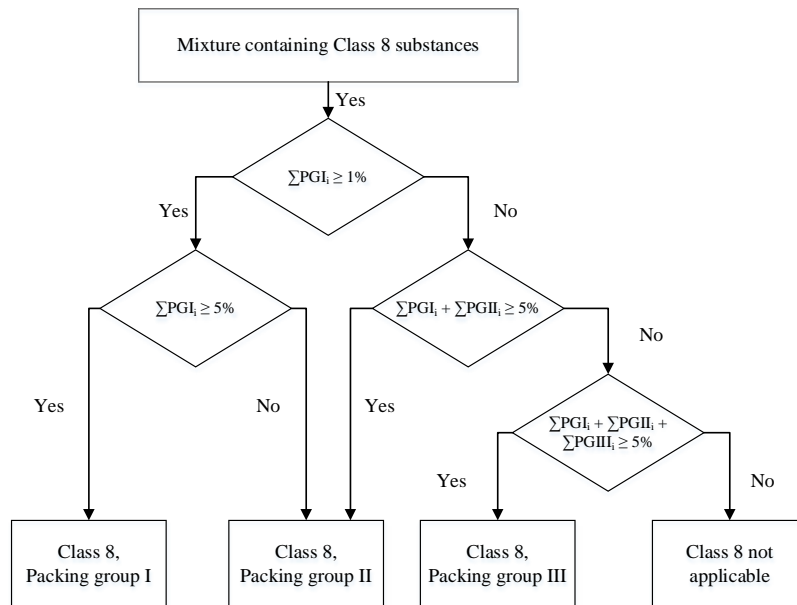 Mixture containing Class 8 substances
Yes
∑PGIᵢ ≥ 1%
Yes
No
∑PGIᵢ ≥ 5%
∑PGIᵢ + ∑PGIIᵢ ≥ 5%
No
Yes
No
Yes
∑PGIᵢ + ∑PGIIᵢ +
∑PGIIIᵢ ≥ 5%
Yes
No
Class 8,
Packing group I
Class 8,
Packing group II
Class 8,
Packing group III
Class 8 not
applicable